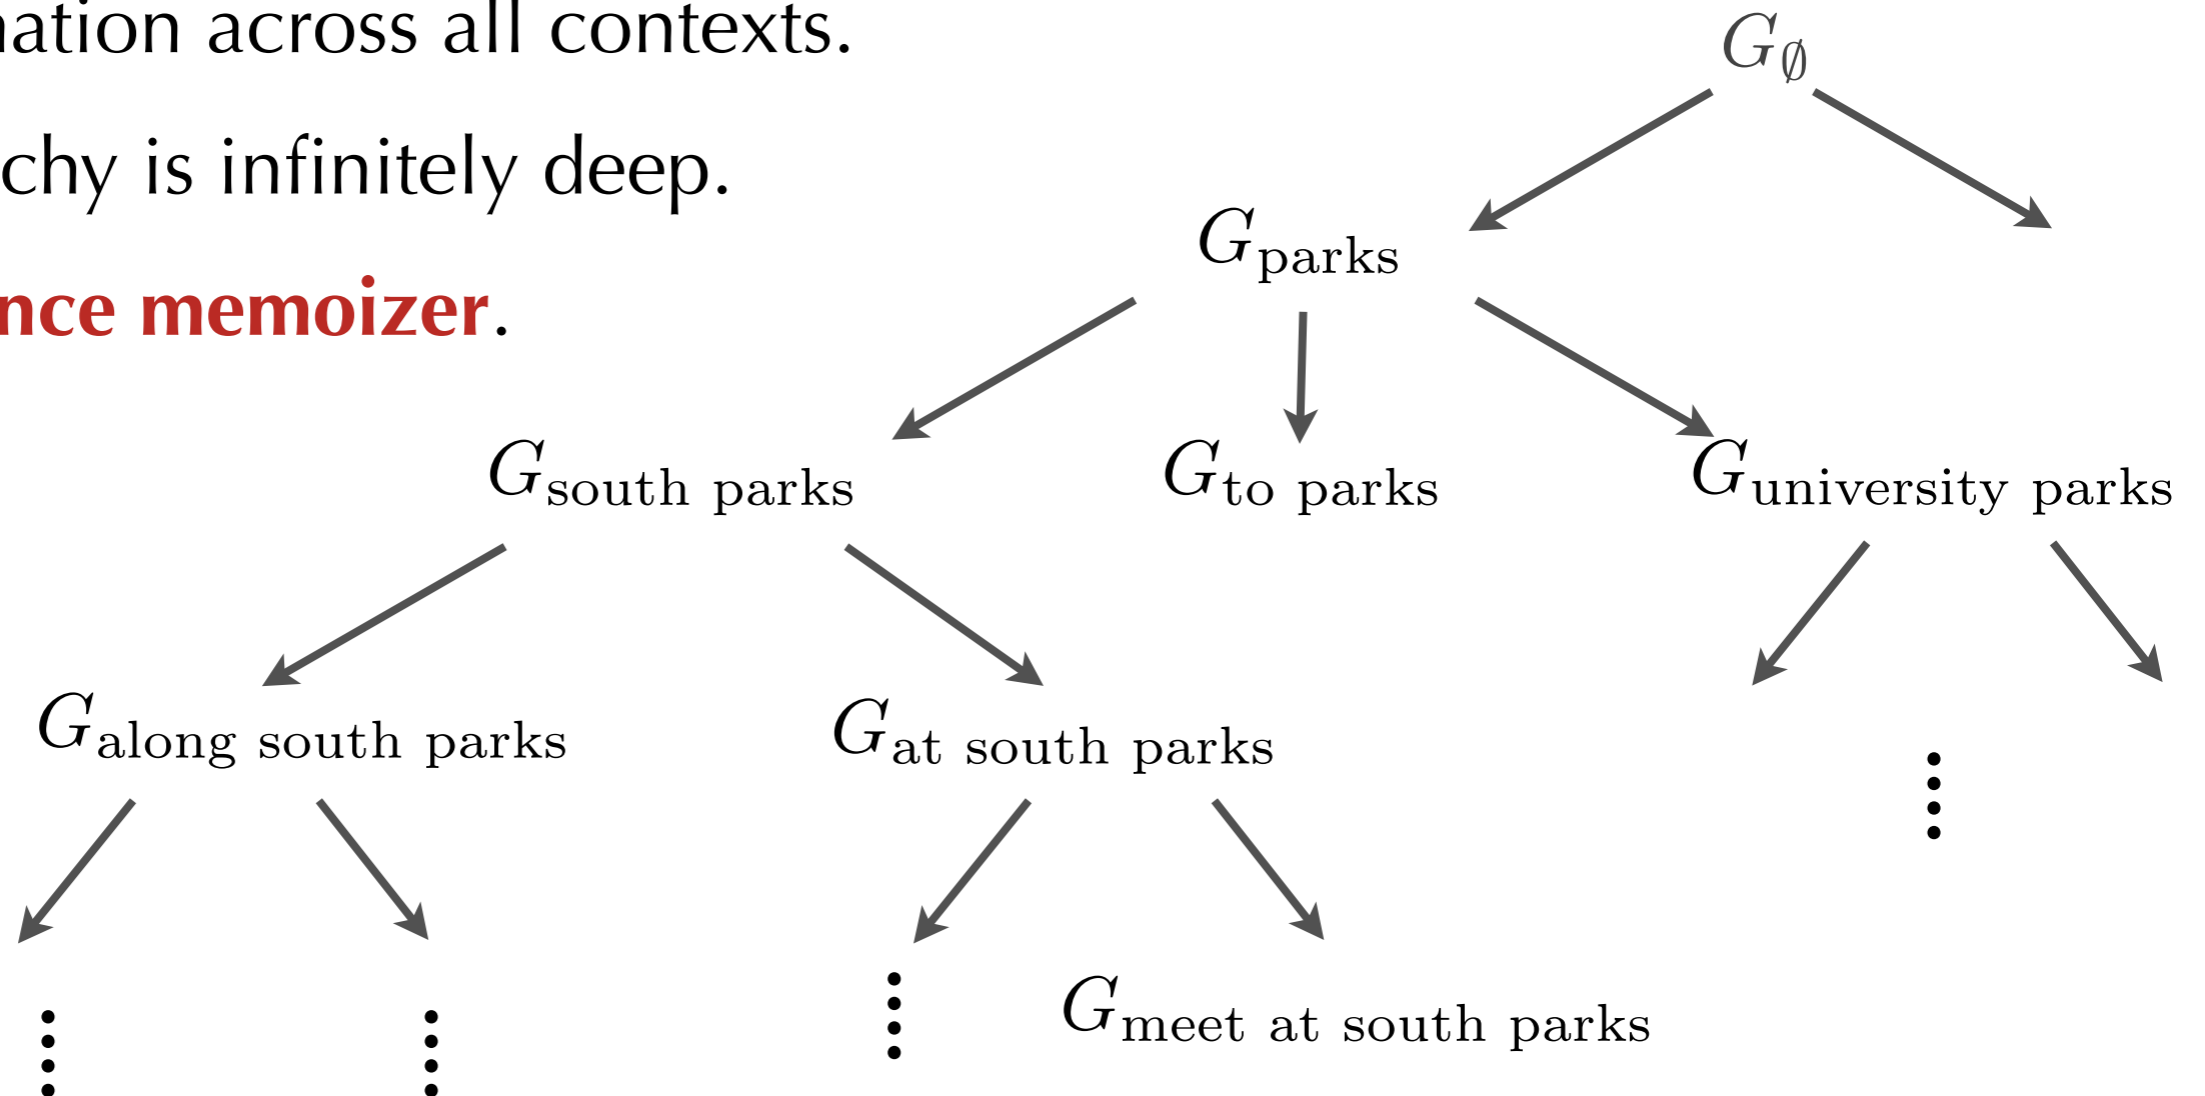 nation across all contexts.
chy is infinitely deep.
nce memoizer.
G∅
Gparks
Gsouth parks Gto parks Guniversity parks
Galong south parks Gat south parks
Gmeet at south parks